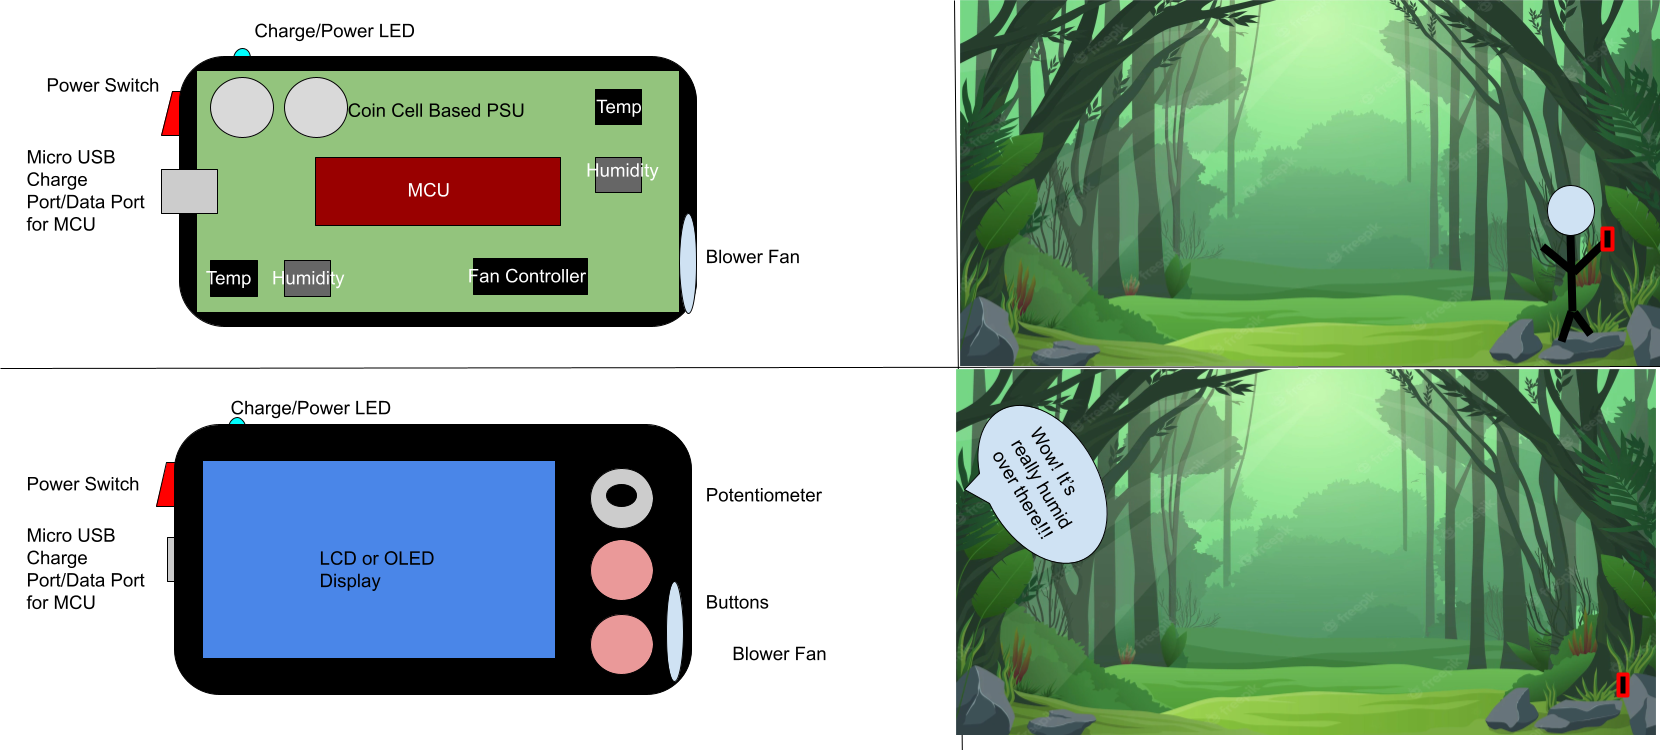 Charge/Power LED
Power Switch
Coin Cell Based PSU
Temp
Micro USB
Charge
Port/Data Port
for MCU
MCU
Humidity
Blower Fan
Temp
Humidity
Fan Controller
Charge/Power LED
Power Switch
Micro USB
Charge
Port/Data Port
for MCU
LCD or OLED
Display
Potentiometer
Buttons
Blower Fan
Wow! It's
really humid
over there!!!